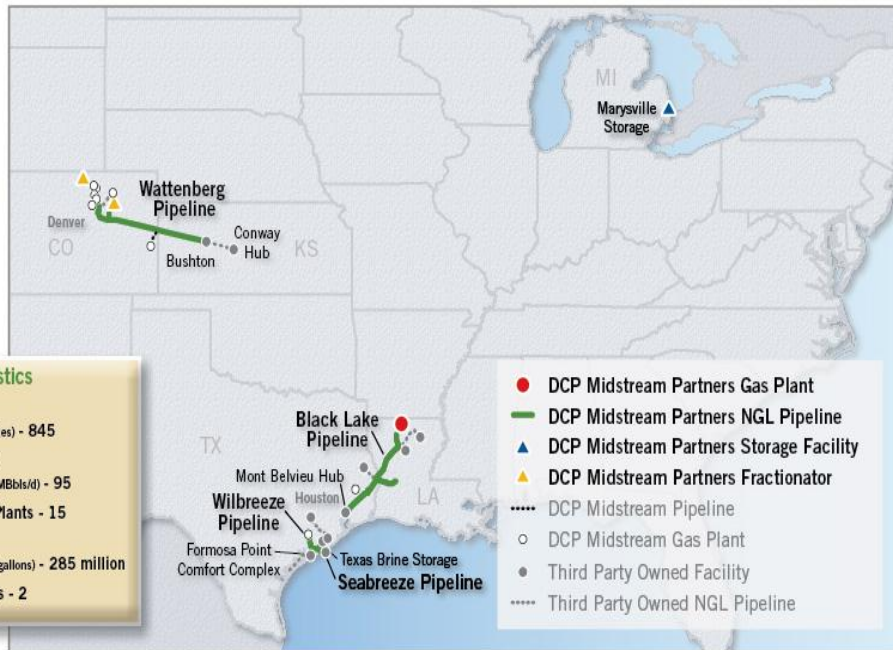 MI
Marysville
Storage
Wattenberg
Pipeline
Denver
CO
Conway
Hub
Bushton
KS
stics
es) - 845
MBbls/d) - 95
Plants - 15
gallons) - 285 million
s - 2
TX
Black Lake
Pipeline
Mont Belvieu Hub
Houston
LA
Wilbreeze
Pipeline
Formosa Point
Comfort Complex
Texas Brine Storage
Seabreeze Pipeline
DCP Midstream Partners Gas Plant
DCP Midstream Partners NGL Pipeline
DCP Midstream Partners Storage Facility
DCP Midstream Partners Fractionator
DCP Midstream Pipeline
DCP Midstream Gas Plant
Third Party Owned Facility
Third Party Owned NGL Pipeline